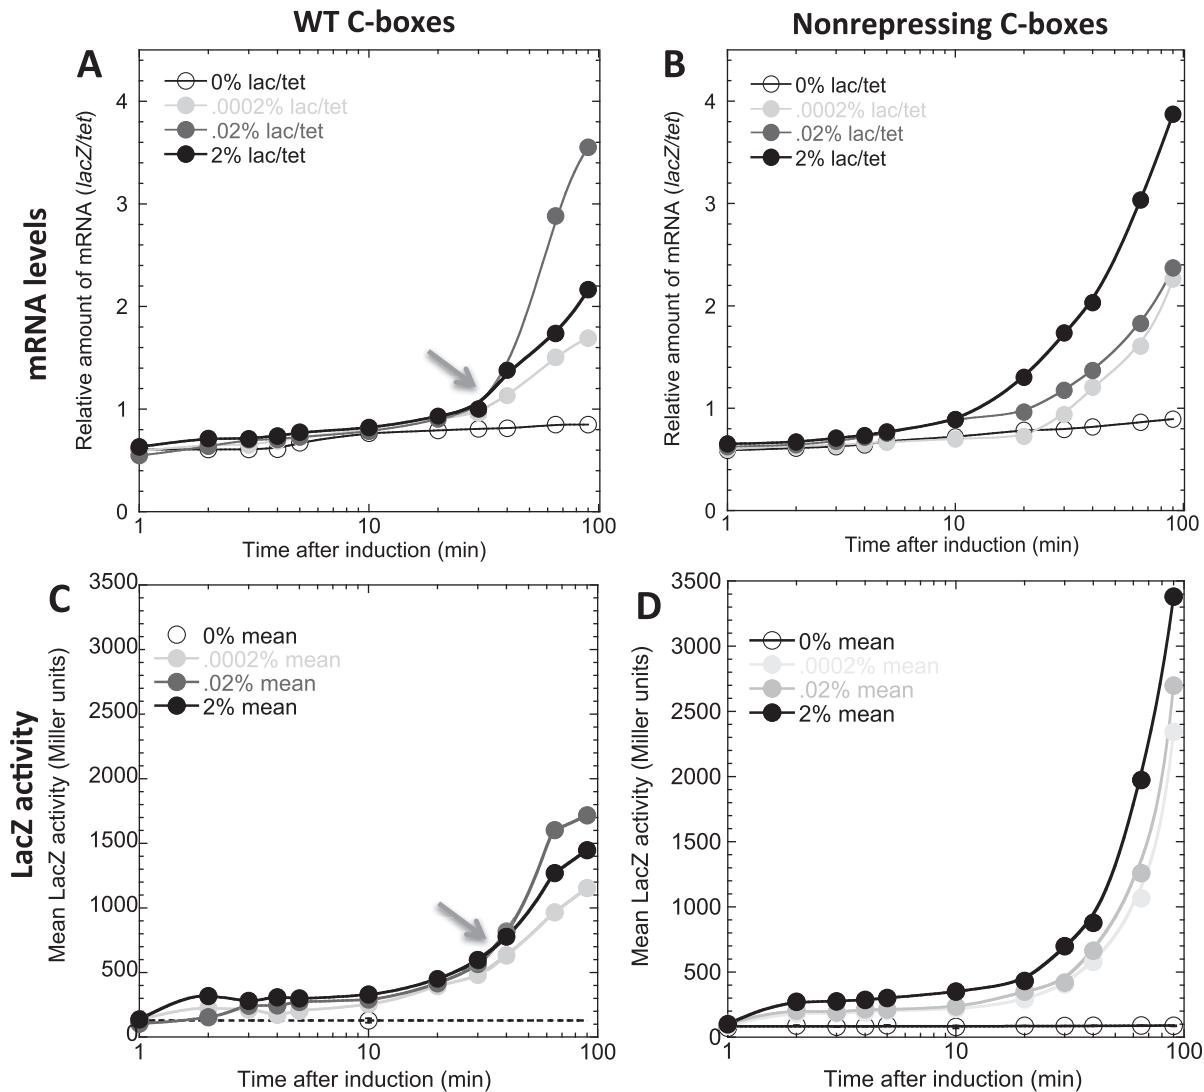 WT C-boxes
Nonrepressing C-boxes
mRNA levels
LacZ activity
A
0% lac/tet
.0002% lac/tet
.02% lac/tet
2% lac/tet
Relative amount of mRNA (lacZ/tet)
4
3
2
1
0
1
10
100
Time after induction (min)
B
0% lac/tet
.0002% lac/tet
.02% lac/tet
2% lac/tet
Relative amount of mRNA (lacZ/tet)
4
3
2
1
0
1
10
100
Time after induction (min)
C
0% mean
.0002% mean
.02% mean
2% mean
Mean LacZ activity (Miller units)
3500
3000
2500
2000
1500
1000
500
0
1
10
100
Time after induction (min)
D
0% mean
.0002% mean
.02% mean
2% mean
Mean LacZ activity (Miller units)
3500
3000
2500
2000
1500
1000
500
0
1
10
100
Time after induction (min)